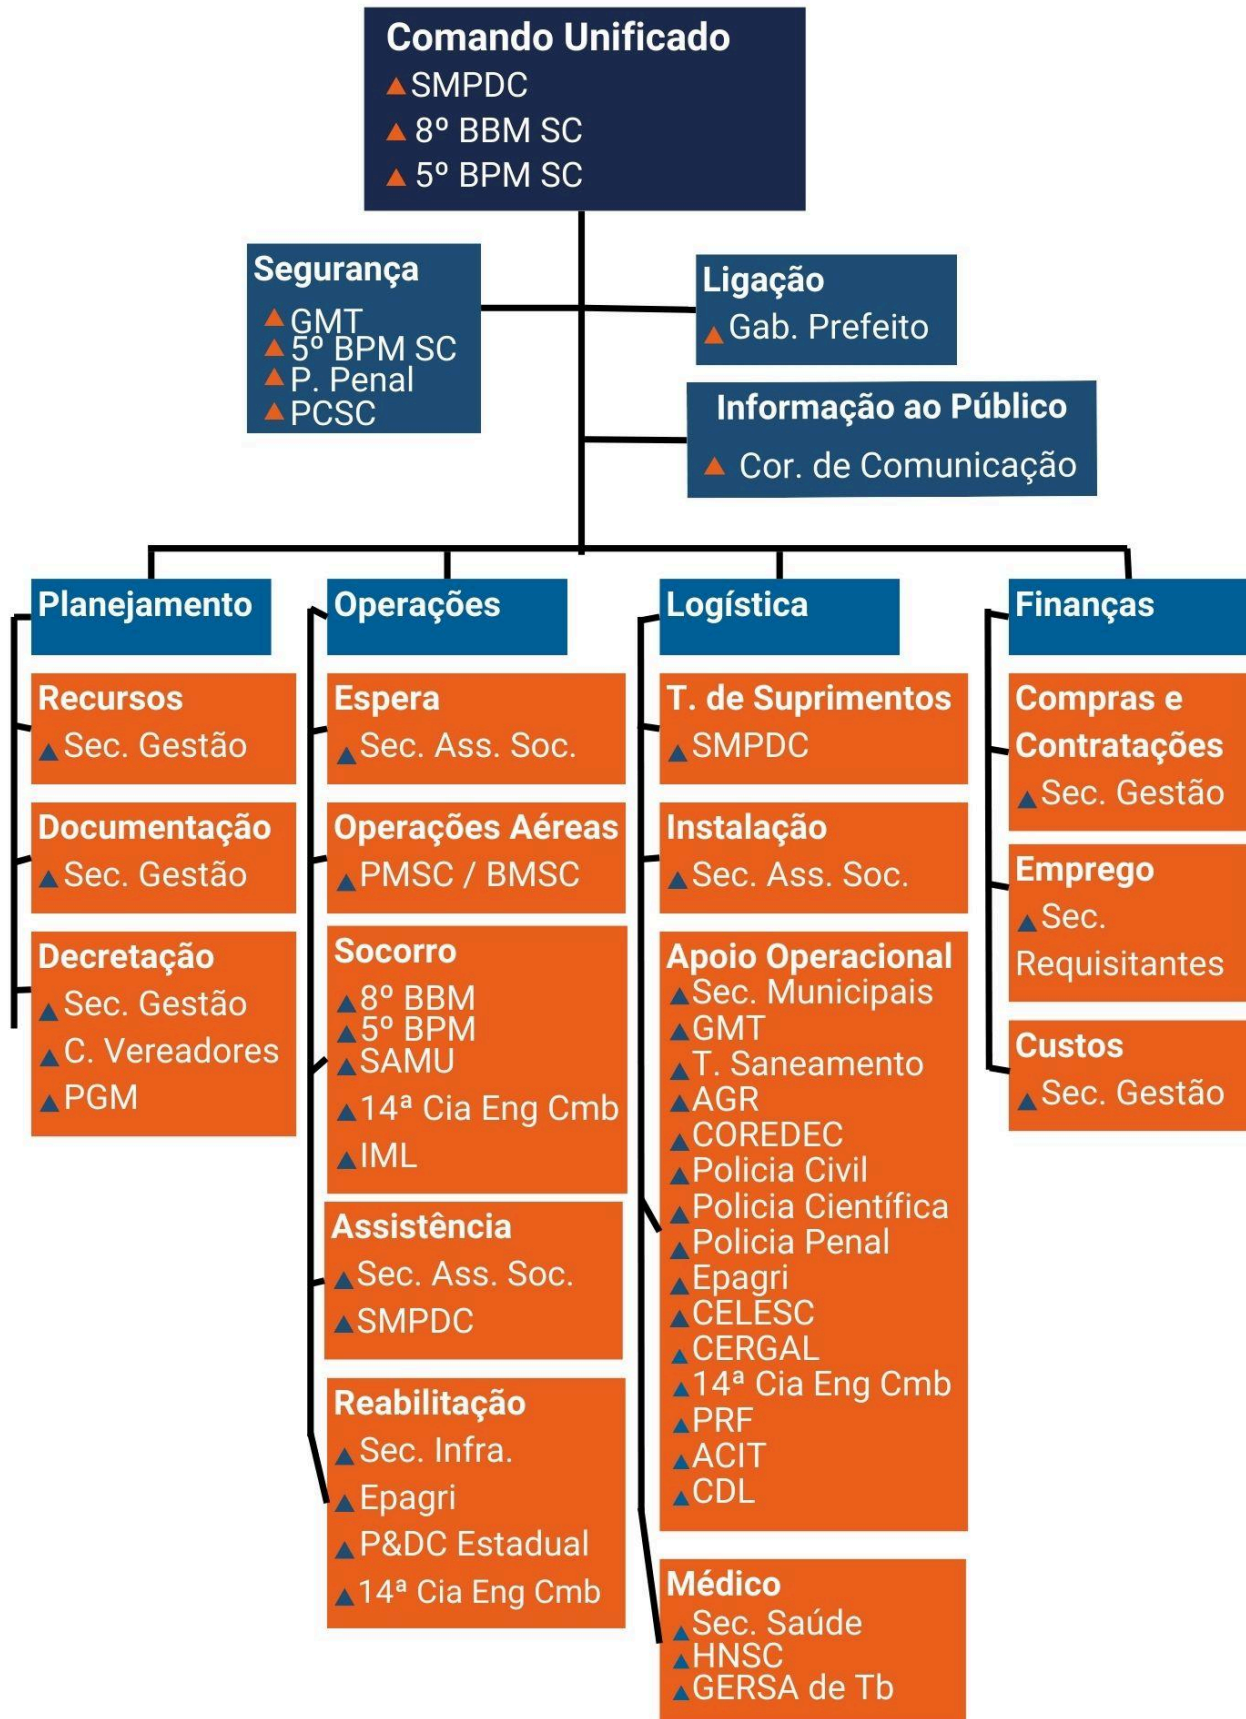 Comando Unificado
SMPDC
8º BBM SC
5º BPM SC
Segurança
GMT
5º BPM SC
P. Penal
PCSC
Ligação
Gab. Prefeito
Informação ao Público
Cor. de Comunicação
Planejamento
Recursos
Sec. Gestão
Documentação
Sec. Gestão
Decretação
Sec. Gestão
C. Vereadores
PGM
Operações
Espera
Sec. Ass. Soc.
Operações Aéreas
PMSC / BMSC
Socorro
8º BBM
5º BPM
SAMU
14ª Cia Eng Cmb
IML
Assistência
Sec. Ass. Soc.
SMPDC
Reabilitação
Sec. Infra.
Epagri
P&DC Estadual
14ª Cia Eng Cmb
Logística
T. de Suprimentos
SMPDC
Instalação
Sec. Ass. Soc.
Apoio Operacional
Sec. Municipais
GMT
T. Saneamento
AGR
COREDEC
Policia Civil
Policia Científica
Policia Penal
Epagri
CELESC
CERGAL
14ª Cia Eng Cmb
PRF
ACIT
CDL
Médico
Sec. Saúde
HNSC
GERSA de Tb
Finanças
Compras e
Contratações
Sec. Gestão
Emprego
Sec.
Requisitantes
Custos
Sec. Gestão